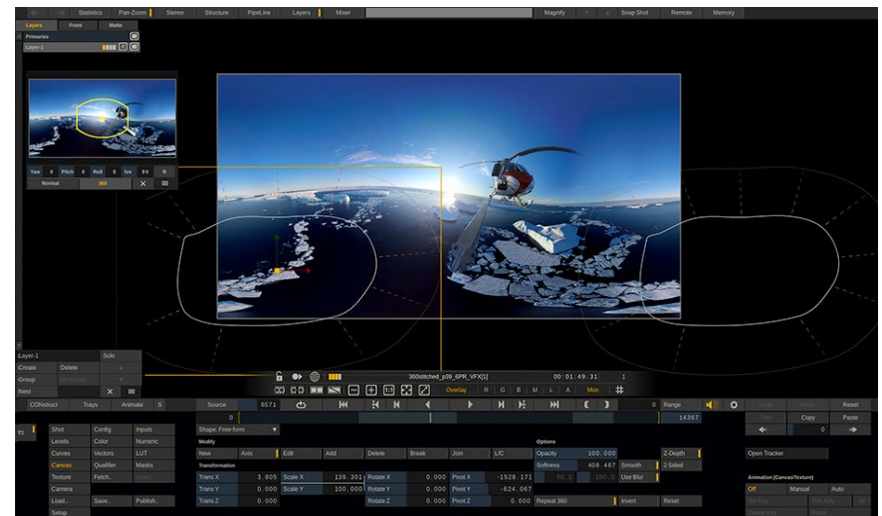 Statistics Pan-Zoom Stereo Structure PipeLine Layers Mixer Magnify Snap Shot Remote Memory
Layers Front Matte
Primaries
Layer-1
Yaw 0 Pitch 0 Roll 0 fov 90 R
Normal 360
Layer-1 Solo
Create Delete
Group
Nest
360stitched_p39_6PR_VFX[1] 00:01:49:31 1
1:1 Overlay R G B M L A Mon
CONstruct Trays Animate S Source 6571 0 Range Reset
0 14367 Copy Paste
Shot Config Inputs Shape: Free-form 0
Levels Color Numeric Modify Options
Curves Vectors LUT New Axis Edit Add Delete Break Join L/C Opacity 100.000 Z-Depth Open Tracker
Canvas Qualifier Masks Transformation Softness 408.467 Smooth 2 Sided
Texture Fetch.. Trans X 3.805 Scale X 139.301 Rotate X 0.000 Pivot X -1528.171 50.0 100.0 Use Blur Animation (Canvas/Texture)
Camera Trans Y 0.000 Scale Y 100.000 Rotate Y 0.000 Pivot Y -624.067 Off Manual Auto
Load.. Save.. Publish.. Trans Z 0.000 Rotate Z 0.000 Pivot Z 0.000 Repeat 360 Invert Reset
Setup